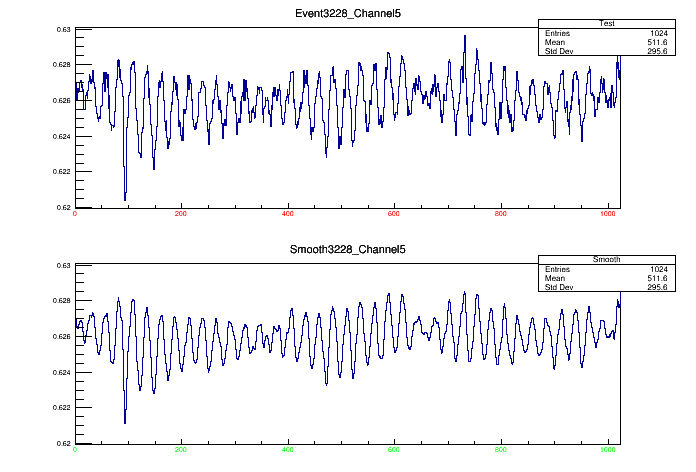 Event3228_Channel5
Test
Entries 1024
Mean 511.6
Std Dev 295.6
0.63
0.628
0.626
0.624
0.622
0.62
0 200 400 600 800 1000
Smooth3228_Channel5
Smooth
Entries 1024
Mean 511.6
Std Dev 295.6
0.63
0.628
0.626
0.624
0.622
0.62
0 200 400 600 800 1000